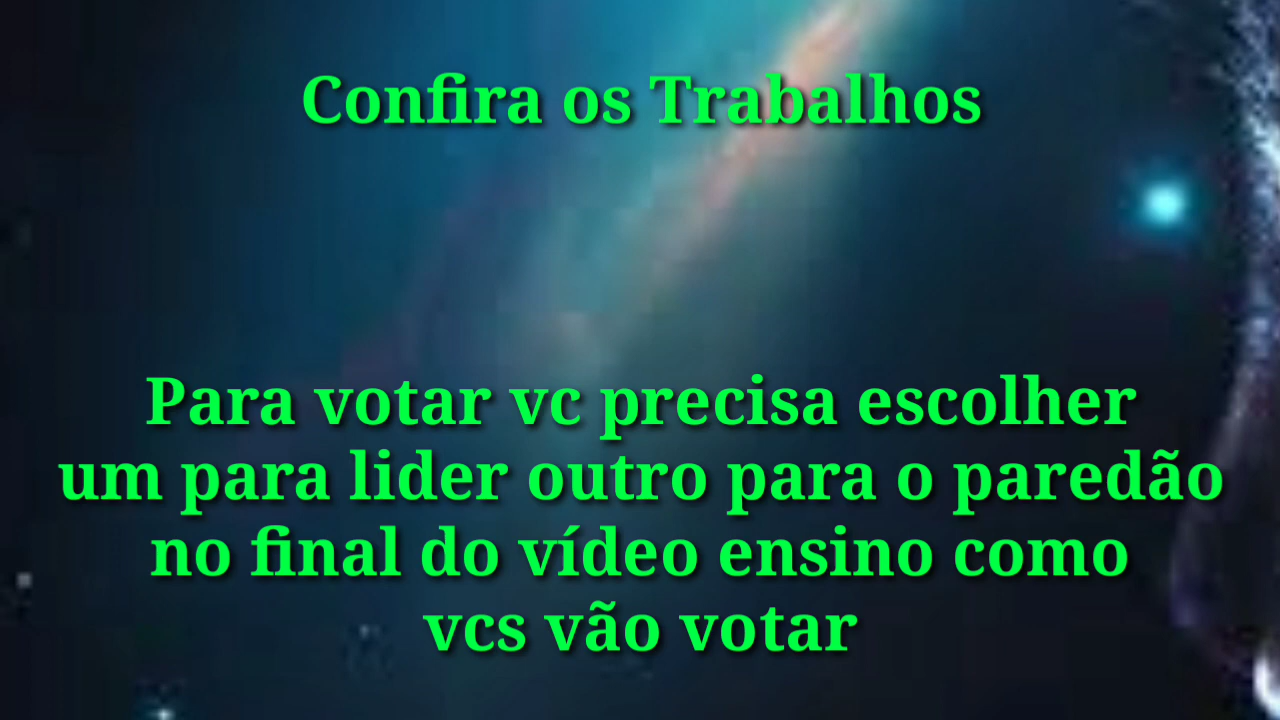 Confira os Trabalhos
Para votar vc precisa escolher
um para lider outro para o paredão
no final do vídeo ensino como
vcs vão votar